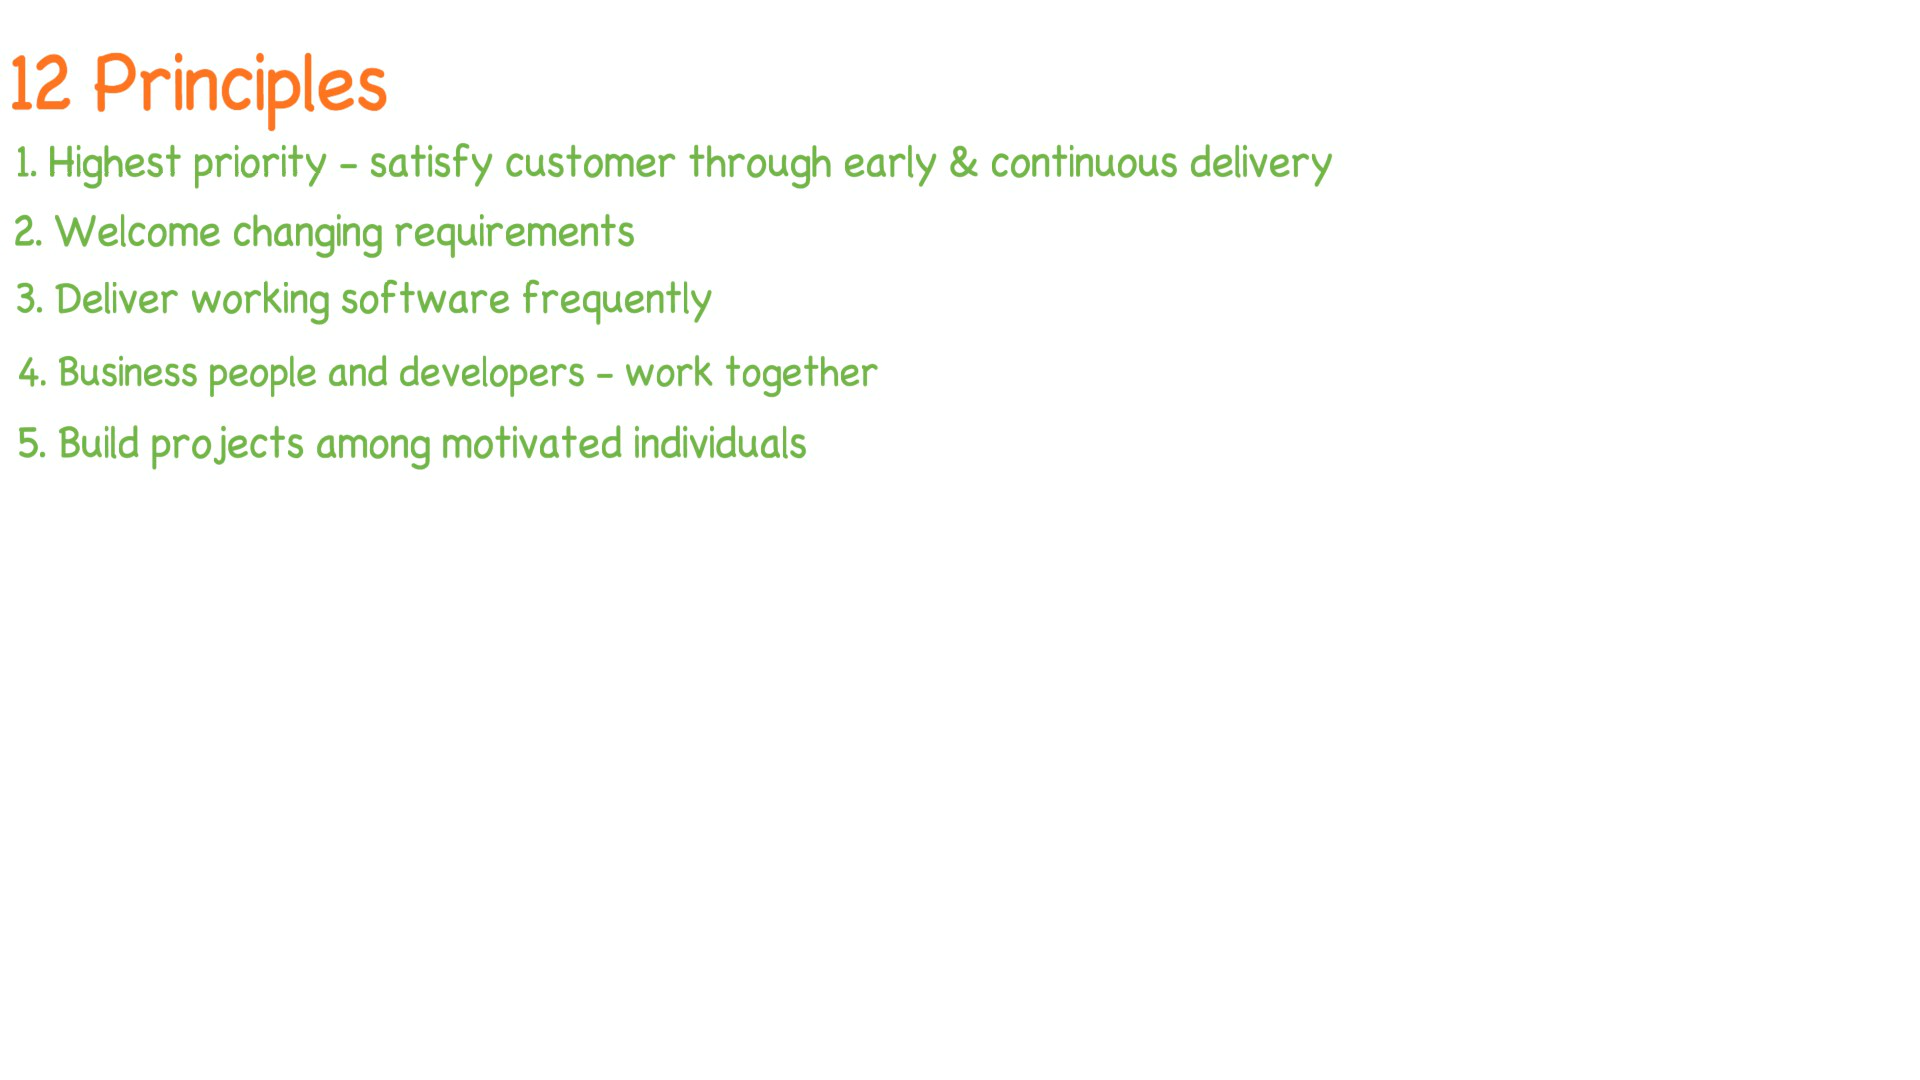 12 Principles
1. Highest priority - satisfy customer through early & continuous delivery
2. Welcome changing requirements
3. Deliver working software frequently
4. Business people and developers - work together
5. Build projects among motivated individuals